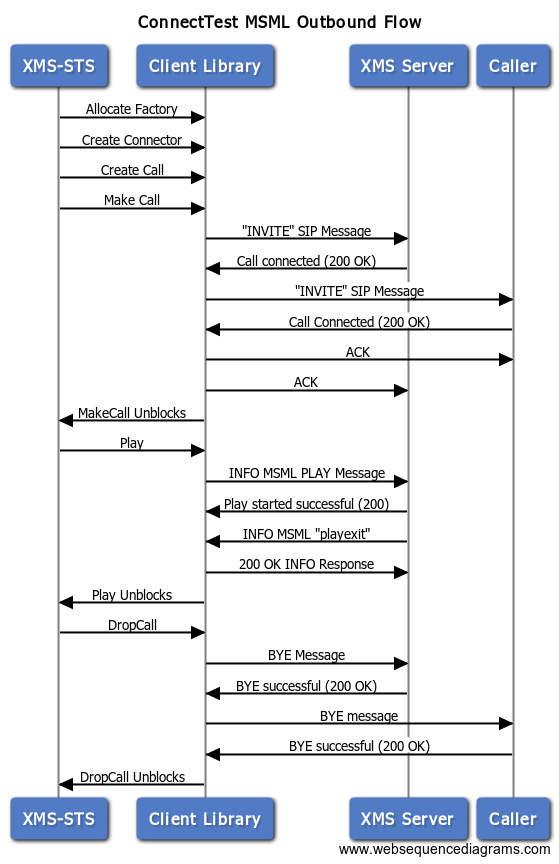 ConnectTest MSML Outbound Flow
XMS-STS Client Library XMS Server Caller
Allocate Factory
Create Connector
Create Call
Make Call
"INVITE" SIP Message
Call connected (200 OK)
"INVITE" SIP Message
Call Connected (200 OK)
ACK
ACK
MakeCall Unblocks
Play
INFO MSML PLAY Message
Play started successful (200)
INFO MSML "playexit"
200 OK INFO Response
Play Unblocks
DropCall
BYE Message
BYE successful (200 OK)
BYE message
BYE successful (200 OK)
DropCall Unblocks
XMS-STS Client Library XMS Server Caller
www.websequencediagrams.com